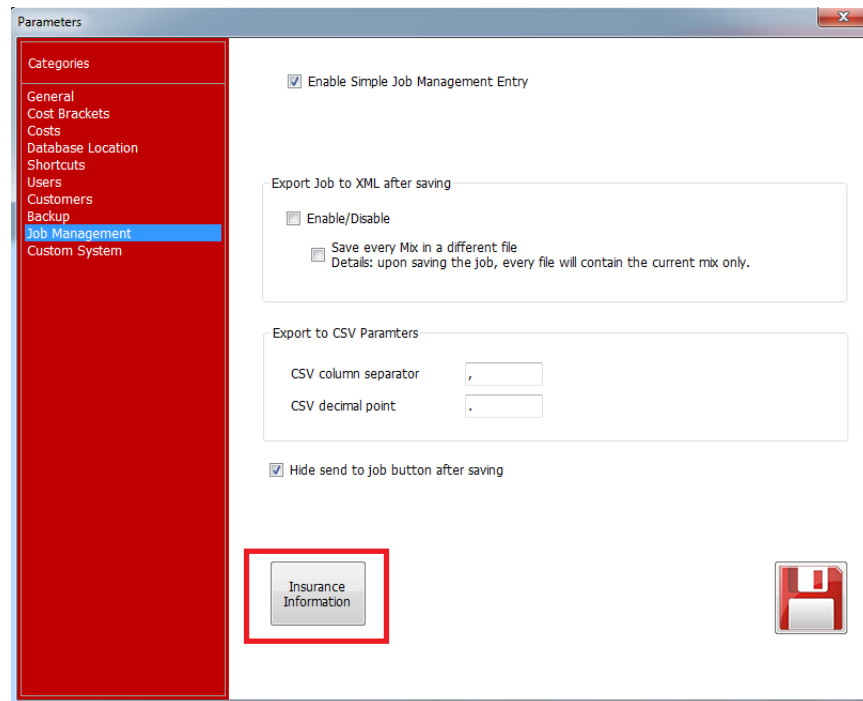 Parameters
x
Categories
General
Cost Brackets
Costs
Database Location
Shortcuts
Users
Customers
Backup
Job Management
Custom System
Enable Simple Job Management Entry
Export Job to XML after saving
Enable/Disable
Save every Mix in a different file
Details: upon saving the job, every file will contain the current mix only.
Export to CSV Paramters
CSV column separator ,
CSV decimal point .
Hide send to job button after saving
Insurance
Information